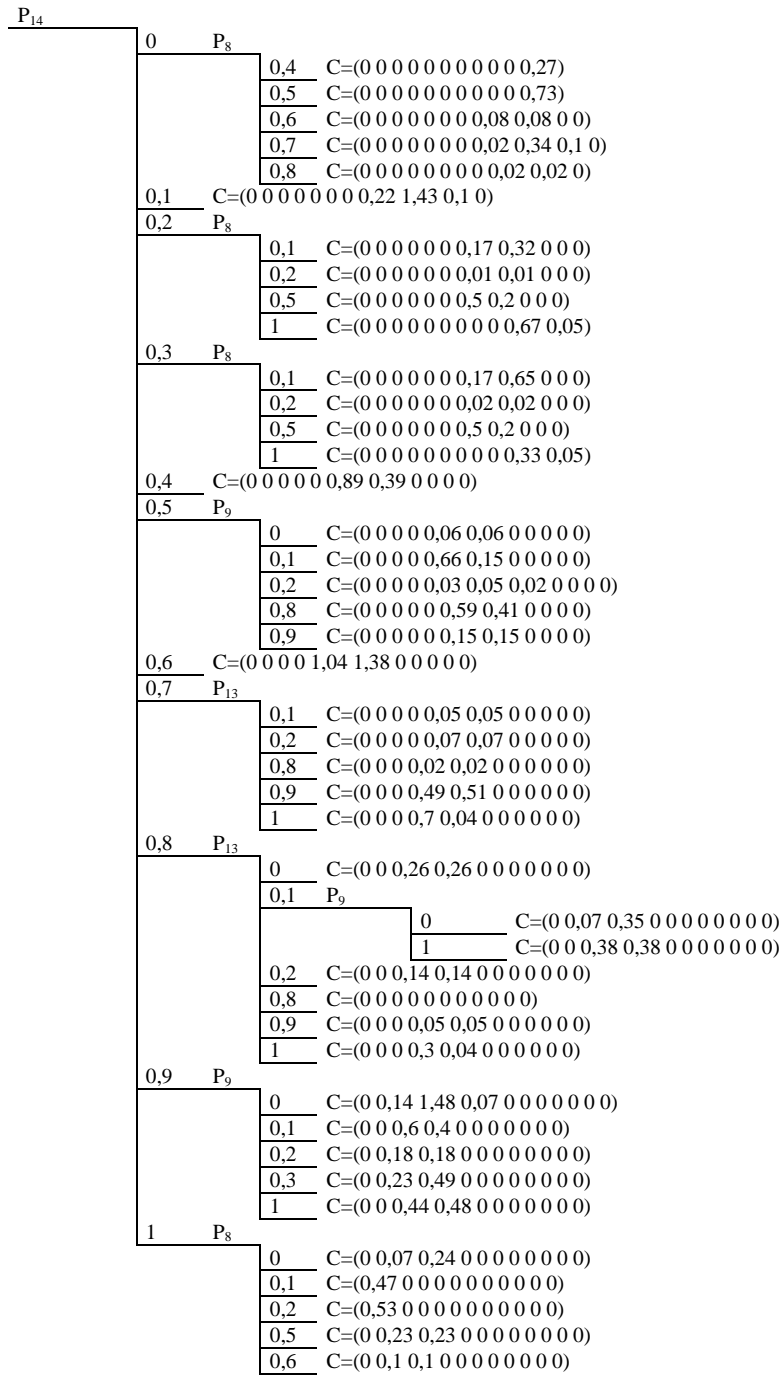 P₁₄
0 P₈
0,4 C=(0 0 0 0 0 0 0 0 0 0 0,27)
0,5 C=(0 0 0 0 0 0 0 0 0 0 0,73)
0,6 C=(0 0 0 0 0 0 0 0,08 0,08 0 0)
0,7 C=(0 0 0 0 0 0 0 0,02 0,34 0,1 0)
0,8 C=(0 0 0 0 0 0 0 0 0,02 0,02 0)
0,1 C=(0 0 0 0 0 0 0 0,22 1,43 0,1 0)
0,2 P₈
0,1 C=(0 0 0 0 0 0 0,17 0,32 0 0 0)
0,2 C=(0 0 0 0 0 0 0,01 0,01 0 0 0)
0,5 C=(0 0 0 0 0 0 0,5 0,2 0 0 0)
1 C=(0 0 0 0 0 0 0 0 0 0,67 0,05)
0,3 P₈
0,1 C=(0 0 0 0 0 0 0,17 0,65 0 0 0)
0,2 C=(0 0 0 0 0 0 0,02 0,02 0 0 0)
0,5 C=(0 0 0 0 0 0 0,5 0,2 0 0 0)
1 C=(0 0 0 0 0 0 0 0 0 0,33 0,05)
0,4 C=(0 0 0 0 0 0,89 0,39 0 0 0 0)
0,5 P₉
0 C=(0 0 0 0 0,06 0,06 0 0 0 0 0)
0,1 C=(0 0 0 0 0,66 0,15 0 0 0 0 0)
0,2 C=(0 0 0 0 0,03 0,05 0,02 0 0 0 0)
0,8 C=(0 0 0 0 0 0,59 0,41 0 0 0 0)
0,9 C=(0 0 0 0 0 0,15 0,15 0 0 0 0)
0,6 C=(0 0 0 0 1,04 1,38 0 0 0 0 0)
0,7 P₁₃
0,1 C=(0 0 0 0 0,05 0,05 0 0 0 0 0)
0,2 C=(0 0 0 0 0,07 0,07 0 0 0 0 0)
0,8 C=(0 0 0 0,02 0,02 0 0 0 0 0 0)
0,9 C=(0 0 0 0,49 0,51 0 0 0 0 0 0)
1 C=(0 0 0 0,7 0,04 0 0 0 0 0 0)
0,8 P₁₃
0 C=(0 0 0,26 0,26 0 0 0 0 0 0 0)
0,1 P₉
0 C=(0 0,07 0,35 0 0 0 0 0 0 0 0)
1 C=(0 0 0,38 0,38 0 0 0 0 0 0 0)
0,2 C=(0 0 0,14 0,14 0 0 0 0 0 0 0)
0,8 C=(0 0 0 0 0 0 0 0 0 0 0)
0,9 C=(0 0 0 0,05 0,05 0 0 0 0 0 0)
1 C=(0 0 0 0,3 0,04 0 0 0 0 0 0)
0,9 P₉
0 C=(0 0,14 1,48 0,07 0 0 0 0 0 0 0)
0,1 C=(0 0 0,6 0,4 0 0 0 0 0 0 0)
0,2 C=(0 0,18 0,18 0 0 0 0 0 0 0 0)
0,3 C=(0 0,23 0,49 0 0 0 0 0 0 0 0)
1 C=(0 0 0,44 0,48 0 0 0 0 0 0 0)
1 P₈
0 C=(0 0,07 0,24 0 0 0 0 0 0 0 0)
0,1 C=(0,47 0 0 0 0 0 0 0 0 0 0)
0,2 C=(0,53 0 0 0 0 0 0 0 0 0 0)
0,5 C=(0 0,23 0,23 0 0 0 0 0 0 0 0)
0,6 C=(0 0,1 0,1 0 0 0 0 0 0 0 0)